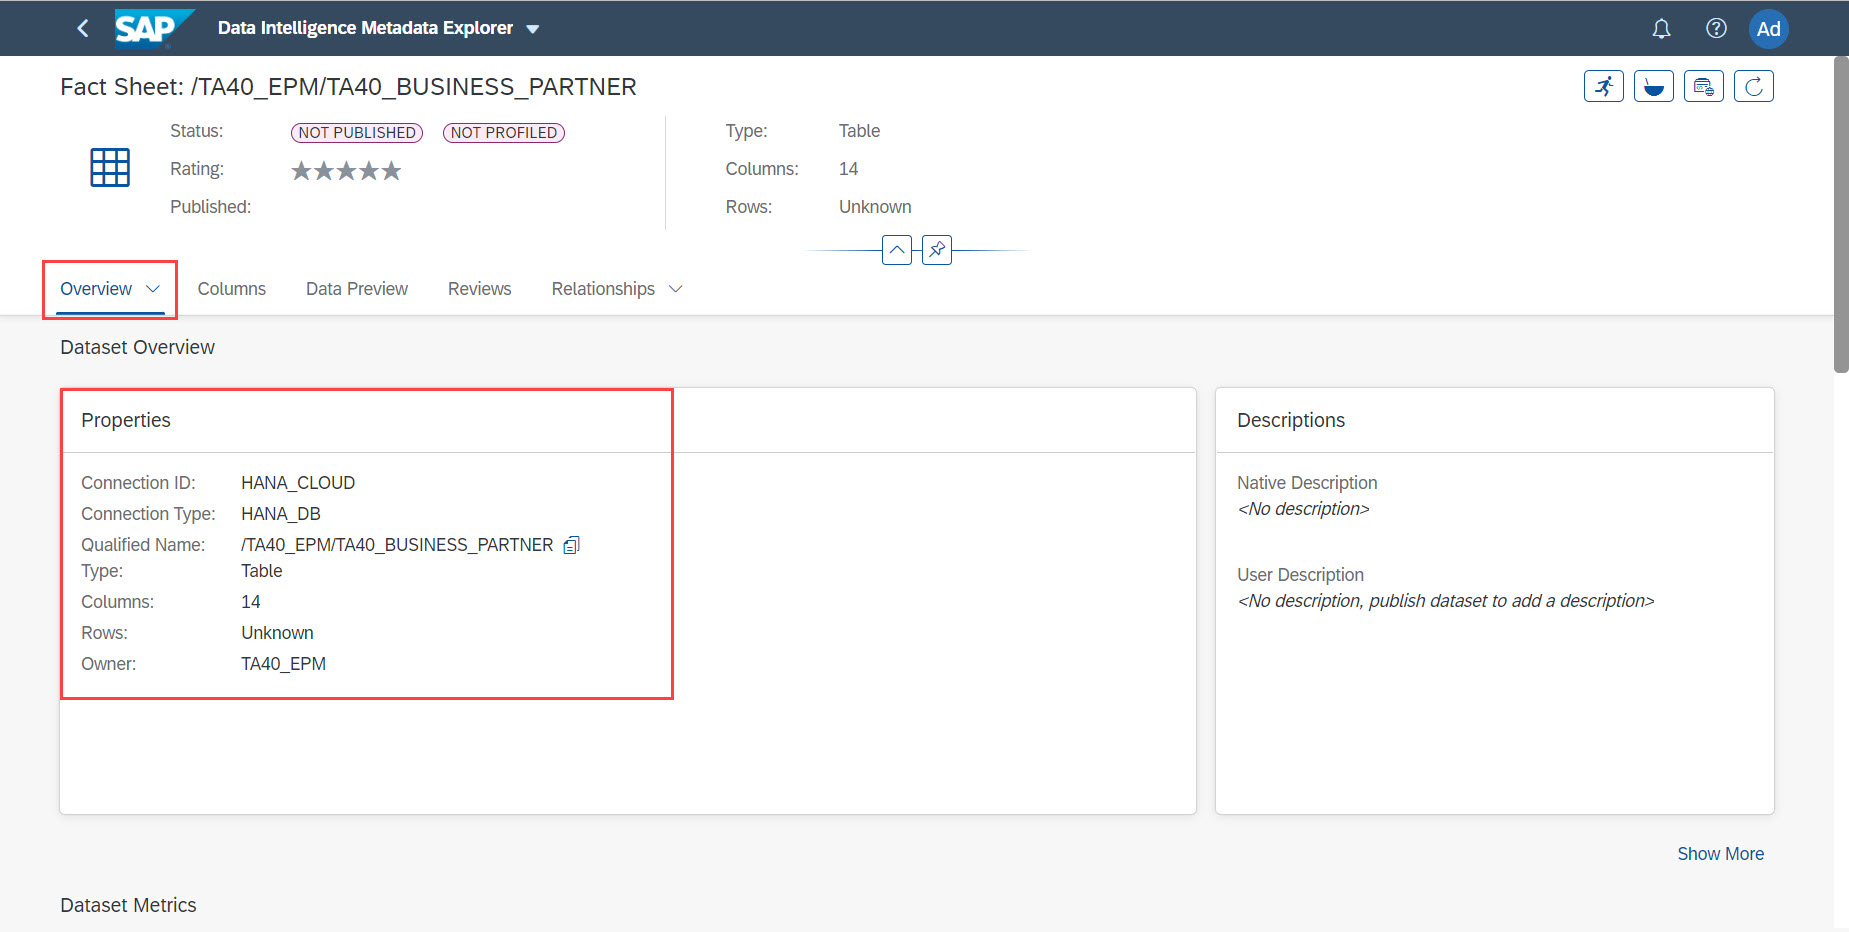 SAP Data Intelligence Metadata Explorer Ad
Fact Sheet: /TA40_EPM/TA40_BUSINESS_PARTNER
Status: NOT PUBLISHED NOT PROFILED Type: Table
Rating: Columns: 14
Published: Rows: Unknown
Overview Columns Data Preview Reviews Relationships
Dataset Overview
Properties
Connection ID: HANA_CLOUD
Connection Type: HANA_DB
Qualified Name: /TA40_EPM/TA40_BUSINESS_PARTNER
Type: Table
Columns: 14
Rows: Unknown
Owner: TA40_EPM
Descriptions
Native Description
<No description>
User Description
<No description, publish dataset to add a description>
Show More
Dataset Metrics